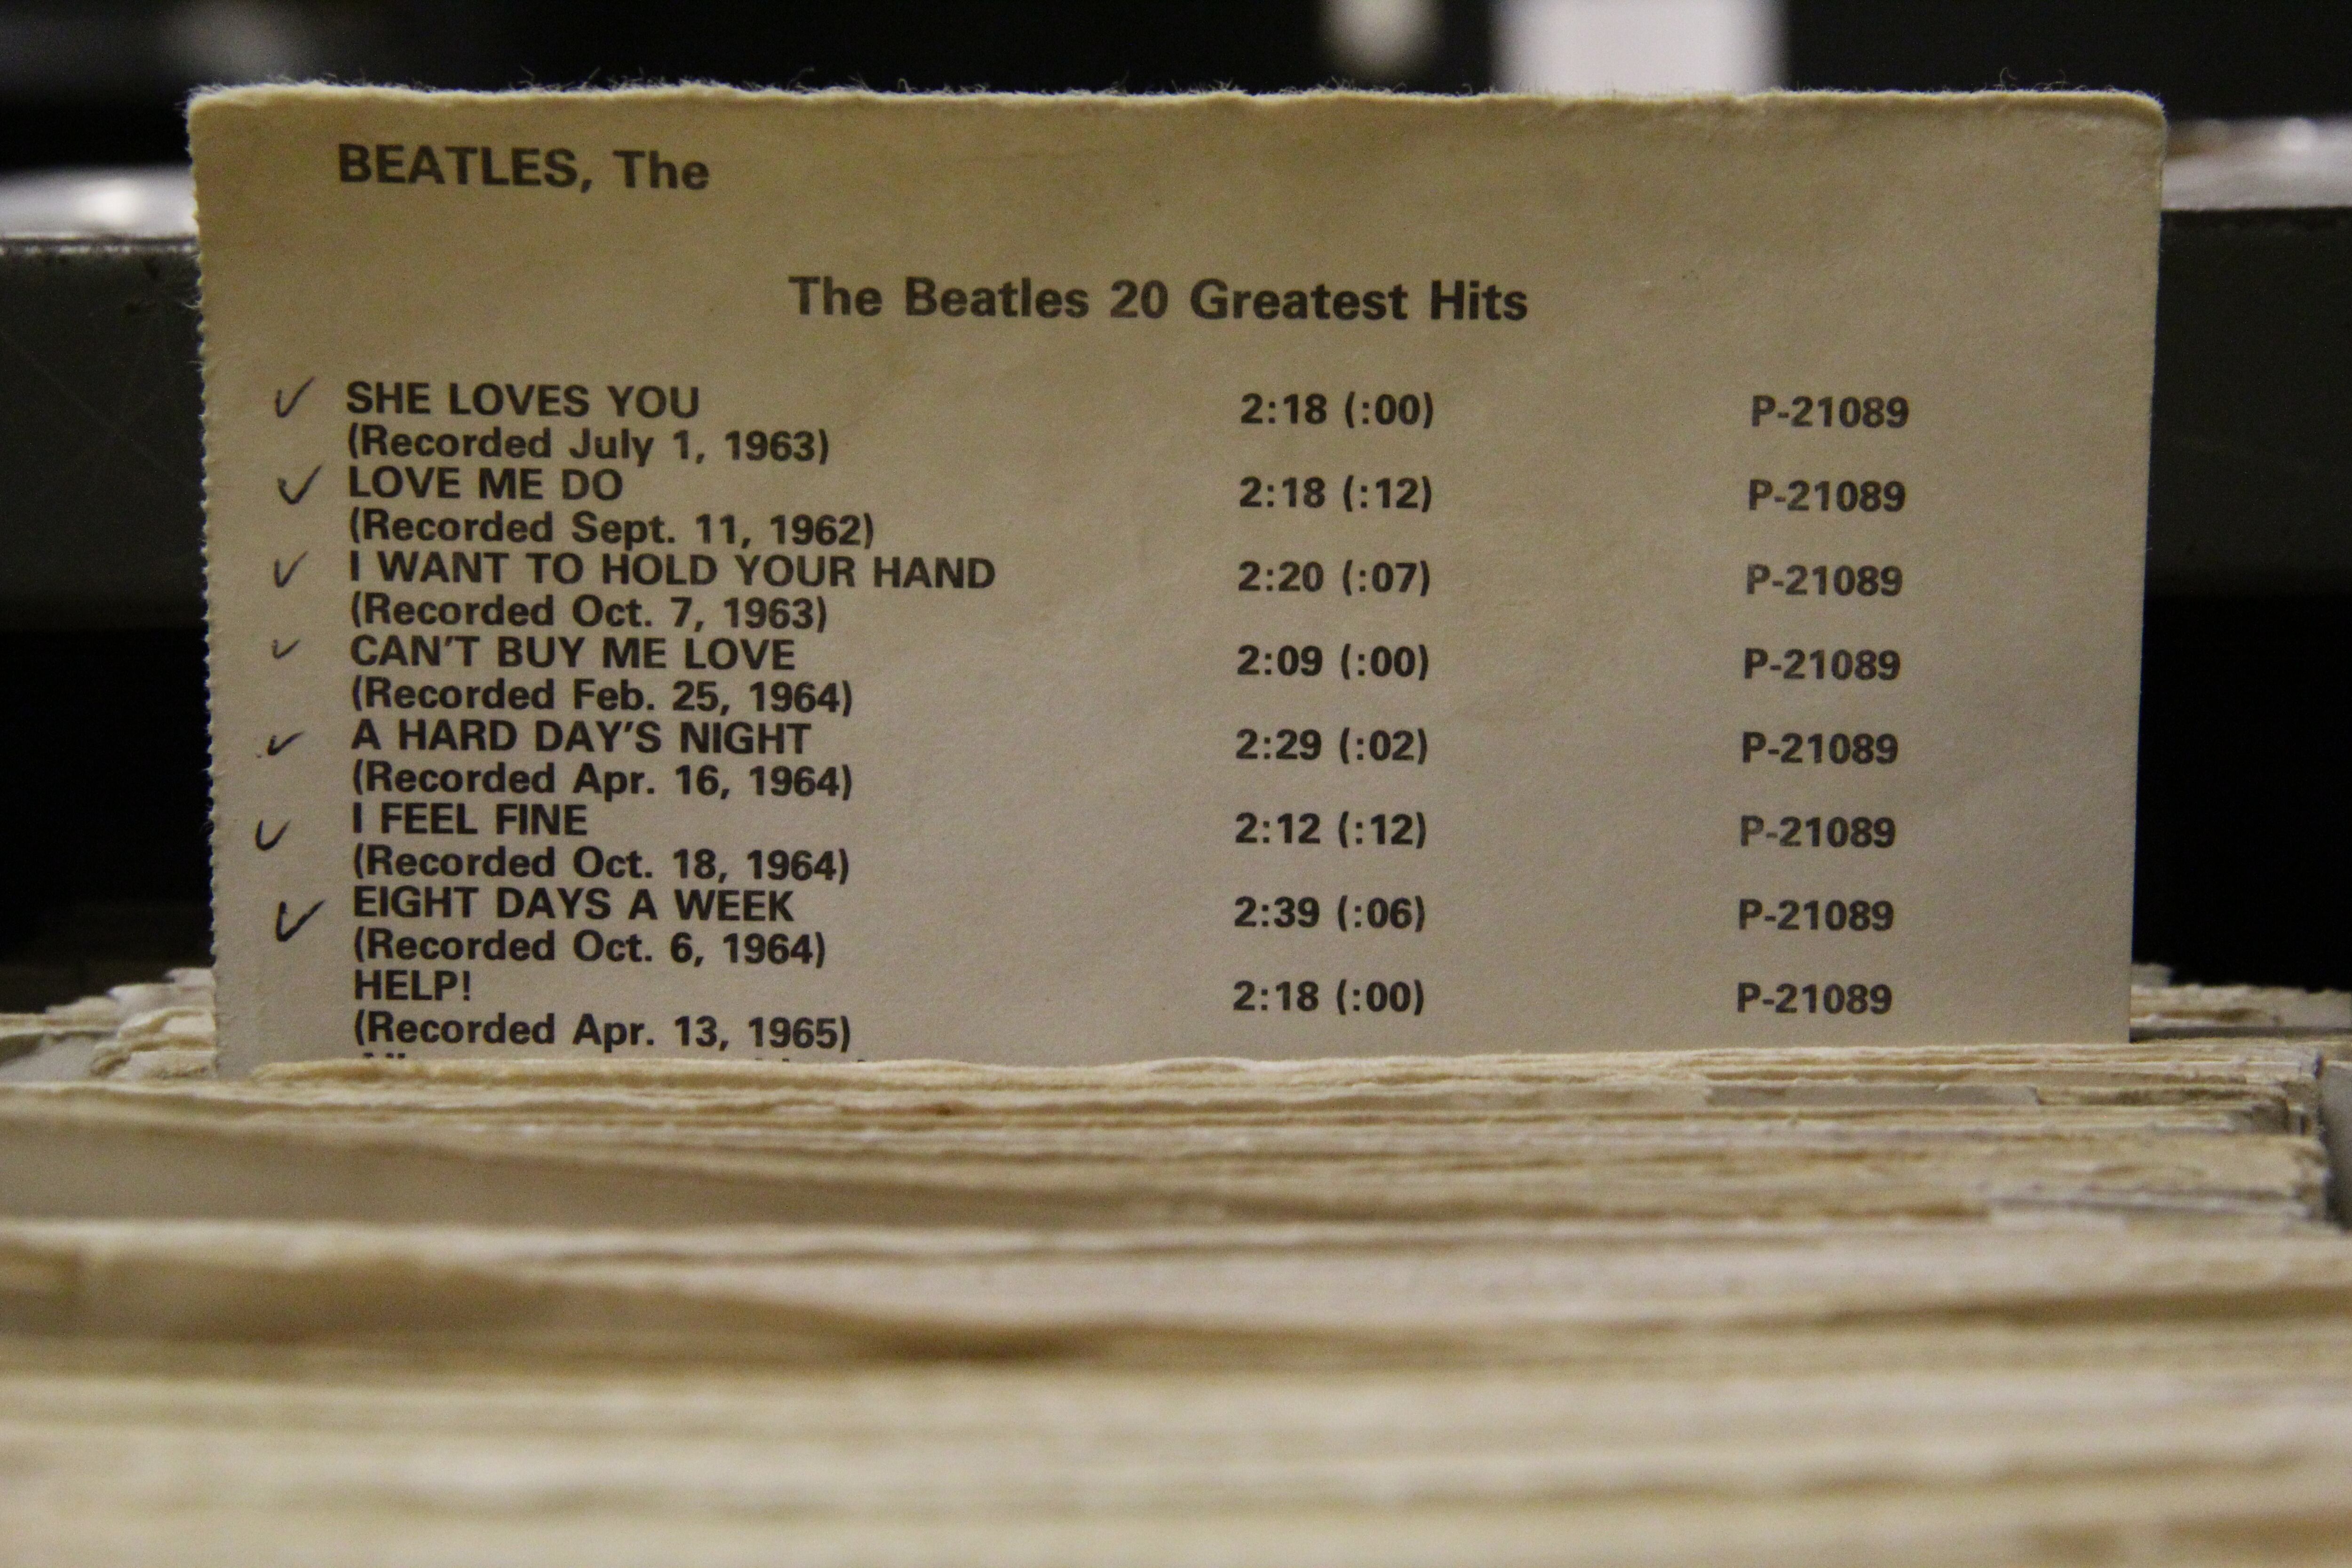 BEATLES, The
The Beatles 20 Greatest Hits
✓ SHE LOVES YOU 2:18 (:00) P-21089
(Recorded July 1, 1963)
✓ LOVE ME DO 2:18 (:12) P-21089
(Recorded Sept. 11, 1962)
✓ I WANT TO HOLD YOUR HAND 2:20 (:07) P-21089
(Recorded Oct. 7, 1963)
✓ CAN'T BUY ME LOVE 2:09 (:00) P-21089
(Recorded Feb. 25, 1964)
✓ A HARD DAY'S NIGHT 2:29 (:02) P-21089
(Recorded Apr. 16, 1964)
✓ I FEEL FINE 2:12 (:12) P-21089
(Recorded Oct. 18, 1964)
✓ EIGHT DAYS A WEEK 2:39 (:06) P-21089
(Recorded Oct. 6, 1964)
HELP! 2:18 (:00) P-21089
(Recorded Apr. 13, 1965)